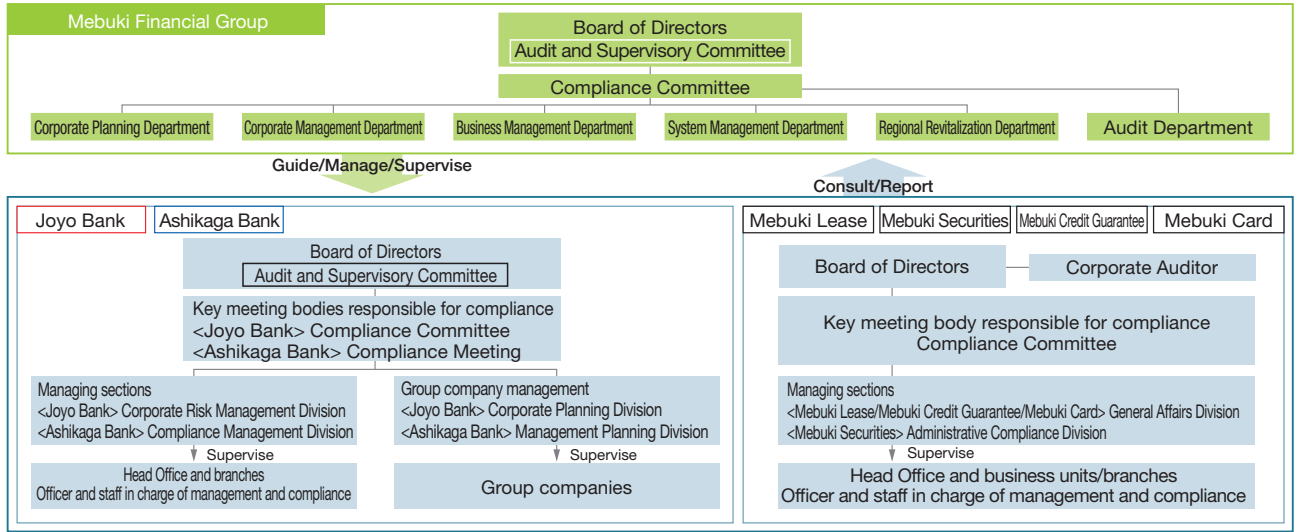 Mebuki Financial Group
Board of Directors
Audit and Supervisory Committee
Compliance Committee
Corporate Planning Department
Corporate Management Department
Business Management Department
System Management Department
Regional Revitalization Department
Audit Department
Guide/Manage/Supervise
Consult/Report
Joyo Bank
Ashikaga Bank
Board of Directors
Audit and Supervisory Committee
Key meeting bodies responsible for compliance
<Joyo Bank> Compliance Committee
<Ashikaga Bank> Compliance Meeting
Managing sections
<Joyo Bank> Corporate Risk Management Division
<Ashikaga Bank> Compliance Management Division
Supervise
Head Office and branches
Officer and staff in charge of management and compliance
Group company management
<Joyo Bank> Corporate Planning Division
<Ashikaga Bank> Management Planning Division
Supervise
Group companies
Mebuki Lease
Mebuki Securities
Mebuki Credit Guarantee
Mebuki Card
Board of Directors
Corporate Auditor
Key meeting body responsible for compliance
Compliance Committee
Managing sections
<Mebuki Lease/Mebuki Credit Guarantee/Mebuki Card> General Affairs Division
<Mebuki Securities> Administrative Compliance Division
Supervise
Head Office and business units/branches
Officer and staff in charge of management and compliance